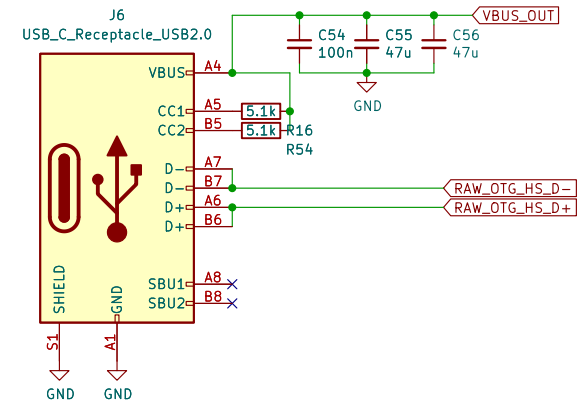 J6
USB_C_Receptacle_USB2.0
VBUS_OUT
C54
100n
C55
47u
C56
47u
GND
VBUS
A4
CC1
A5
5.1k
CC2
B5
5.1k
R16
R54
D-
A7
D-
B7
RAW_OTG_HS_D-
D+
A6
RAW_OTG_HS_D+
D+
B6
SBU1
A8
SBU2
B8
SHIELD
GND
S1
A1
GND
GND